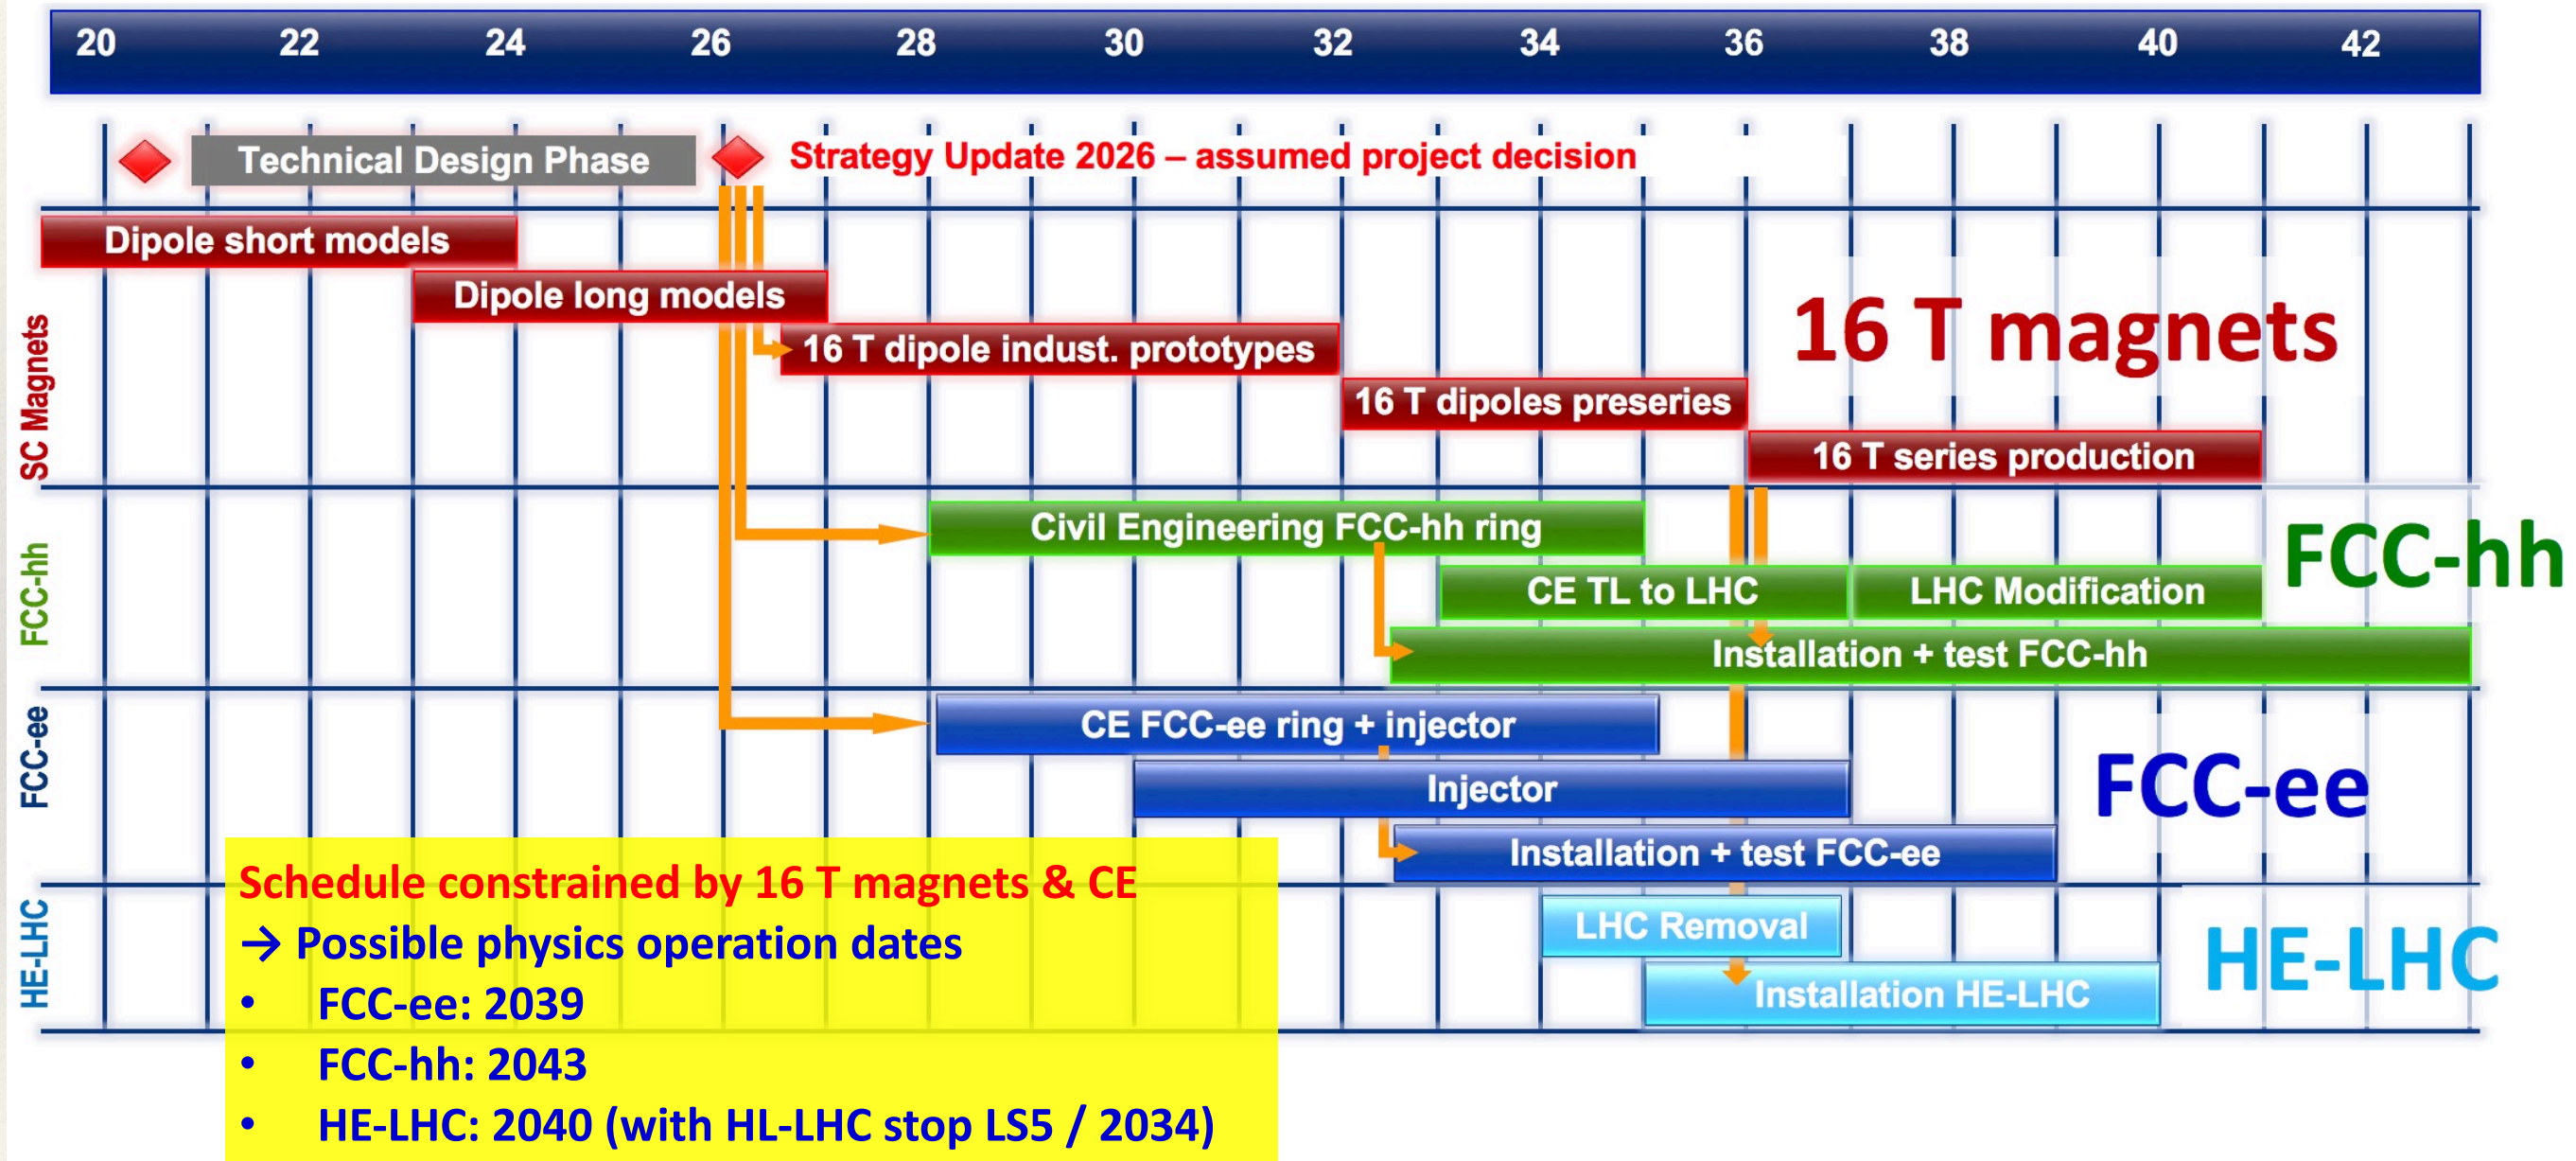 20 22 24 26 28 30 32 34 36 38 40 42
Technical Design Phase
Strategy Update 2026 – assumed project decision
SC Magnets
Dipole short models
Dipole long models
16 T dipole indust. prototypes
16 T dipoles preseries
16 T series production
16 T magnets
FCC-hh
Civil Engineering FCC-hh ring
CE TL to LHC
LHC Modification
Installation + test FCC-hh
FCC-hh
FCC-ee
CE FCC-ee ring + injector
Injector
Installation + test FCC-ee
FCC-ee
HE-LHC
LHC Removal
Installation HE-LHC
HE-LHC
Schedule constrained by 16 T magnets & CE
→ Possible physics operation dates
• FCC-ee: 2039
• FCC-hh: 2043
• HE-LHC: 2040 (with HL-LHC stop LS5 / 2034)